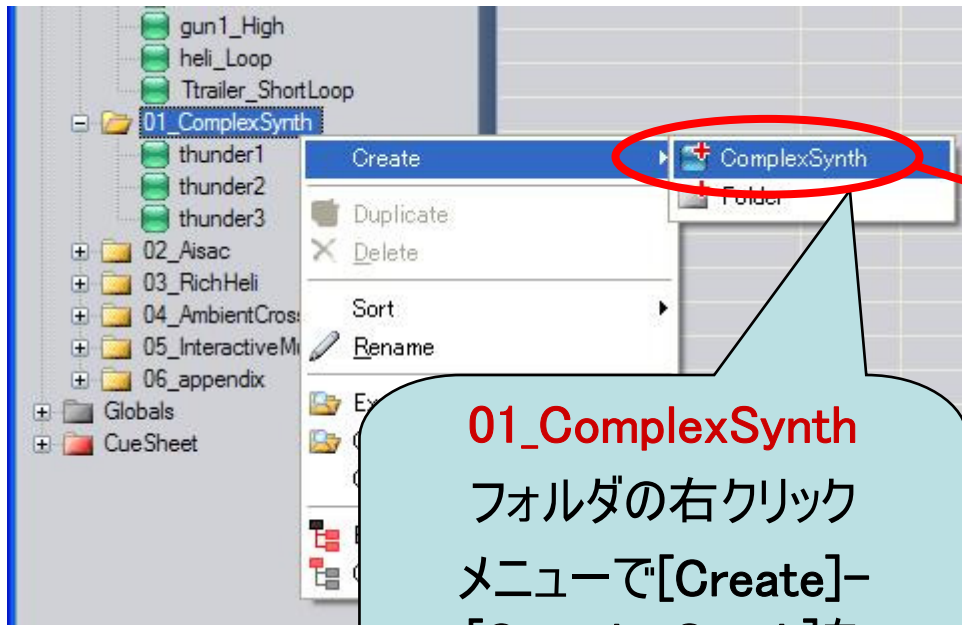 gun1_High
heli_Loop
Ttrailer_ShortLoop
01_ComplexSynth
thunder1
thunder2
thunder3
02_Aisac
03_RichHeli
04_AmbientCross
05_InteractiveMu
06_appendix
Globals
CueSheet
Create
Duplicate
Delete
Sort
Rename
ComplexSynth
Folder
01_ComplexSynth
フォルダの右クリック
メニューで[Create]-